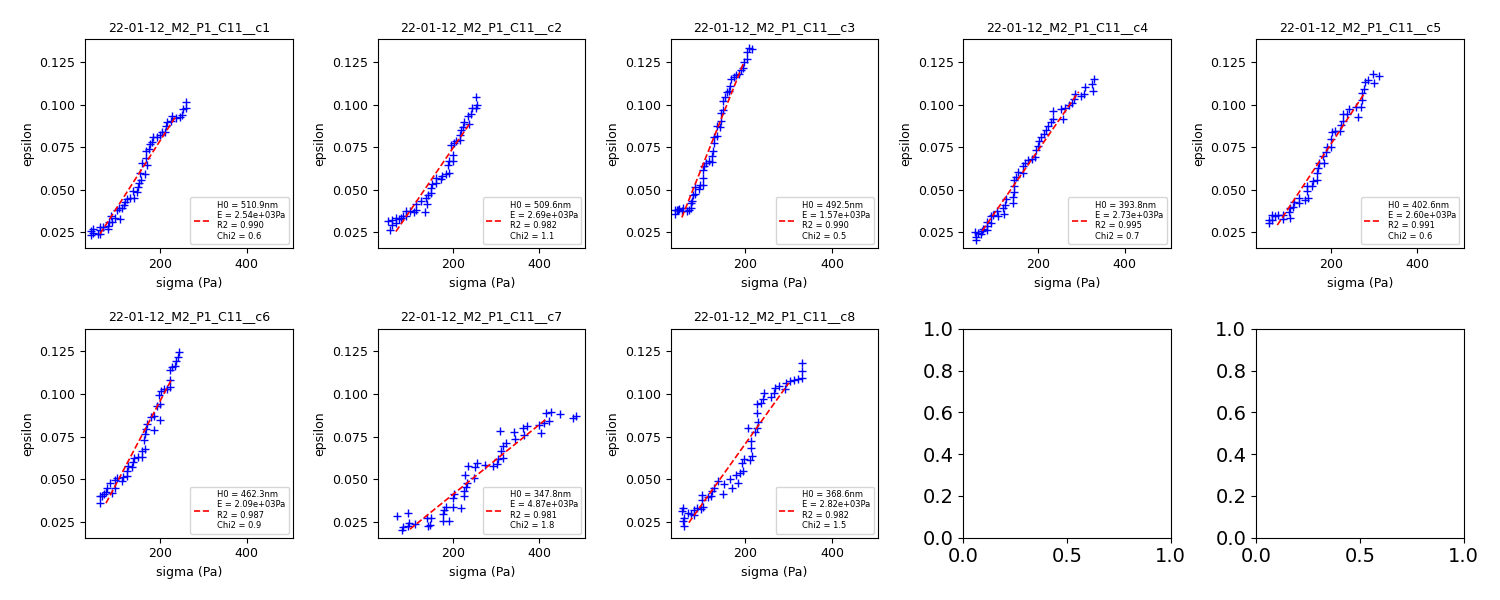 22-01-12_M2_P1_C11__c1
0.125
0.100
0.075
0.050
0.025
epsilon
H0 = 510.9nm
E = 2.54e+03Pa
R2 = 0.990
Chi2 = 0.6
200
400
sigma (Pa)
22-01-12_M2_P1_C11__c2
0.125
0.100
0.075
0.050
0.025
epsilon
H0 = 509.6nm
E = 2.69e+03Pa
R2 = 0.982
Chi2 = 1.1
200
400
sigma (Pa)
22-01-12_M2_P1_C11__c3
0.125
0.100
0.075
0.050
0.025
epsilon
H0 = 492.5nm
E = 1.57e+03Pa
R2 = 0.990
Chi2 = 0.5
200
400
sigma (Pa)
22-01-12_M2_P1_C11__c4
0.125
0.100
0.075
0.050
0.025
epsilon
H0 = 393.8nm
E = 2.73e+03Pa
R2 = 0.995
Chi2 = 0.7
200
400
sigma (Pa)
22-01-12_M2_P1_C11__c5
0.125
0.100
0.075
0.050
0.025
epsilon
H0 = 402.6nm
E = 2.60e+03Pa
R2 = 0.991
Chi2 = 0.6
200
400
sigma (Pa)
22-01-12_M2_P1_C11__c6
0.125
0.100
0.075
0.050
0.025
epsilon
H0 = 462.3nm
E = 2.09e+03Pa
R2 = 0.987
Chi2 = 0.9
200
400
sigma (Pa)
22-01-12_M2_P1_C11__c7
0.125
0.100
0.075
0.050
0.025
epsilon
H0 = 347.8nm
E = 4.87e+03Pa
R2 = 0.981
Chi2 = 1.8
200
400
sigma (Pa)
22-01-12_M2_P1_C11__c8
0.125
0.100
0.075
0.050
0.025
epsilon
H0 = 368.6nm
E = 2.82e+03Pa
R2 = 0.982
Chi2 = 1.5
200
400
sigma (Pa)
1.0
0.8
0.6
0.4
0.2
0.0
0.0
0.5
1.0
1.0
0.8
0.6
0.4
0.2
0.0
0.0
0.5
1.0